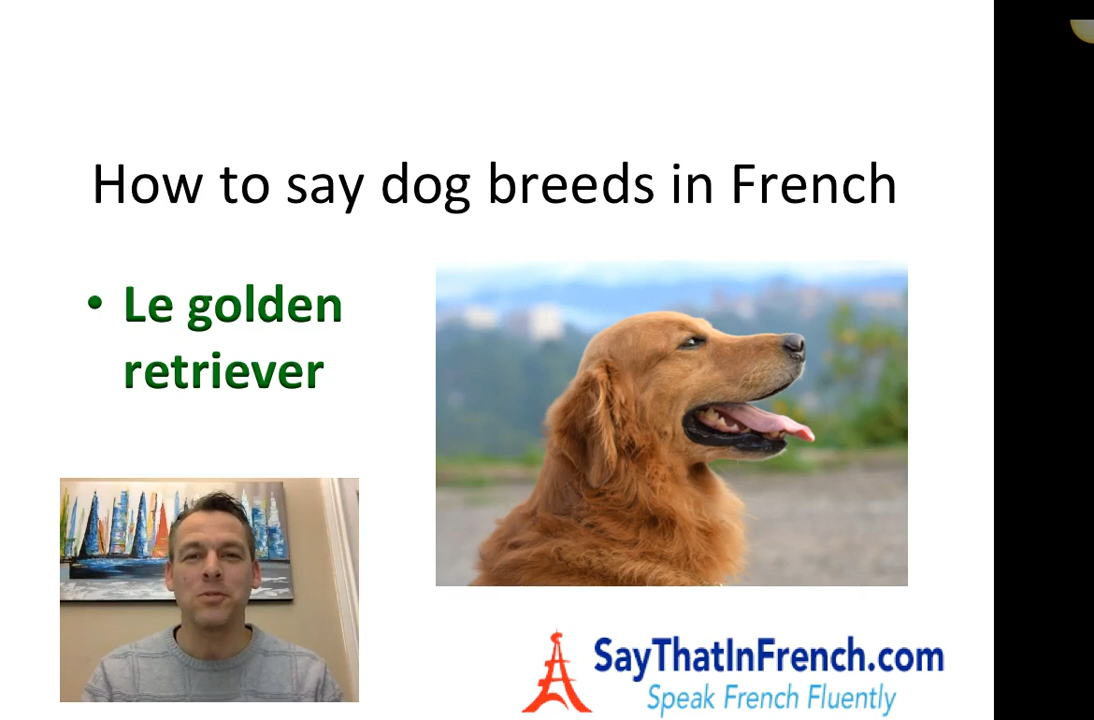 How to say dog breeds in French
• Le golden
retriever
SayThatInFrench.com
Speak French Fluently